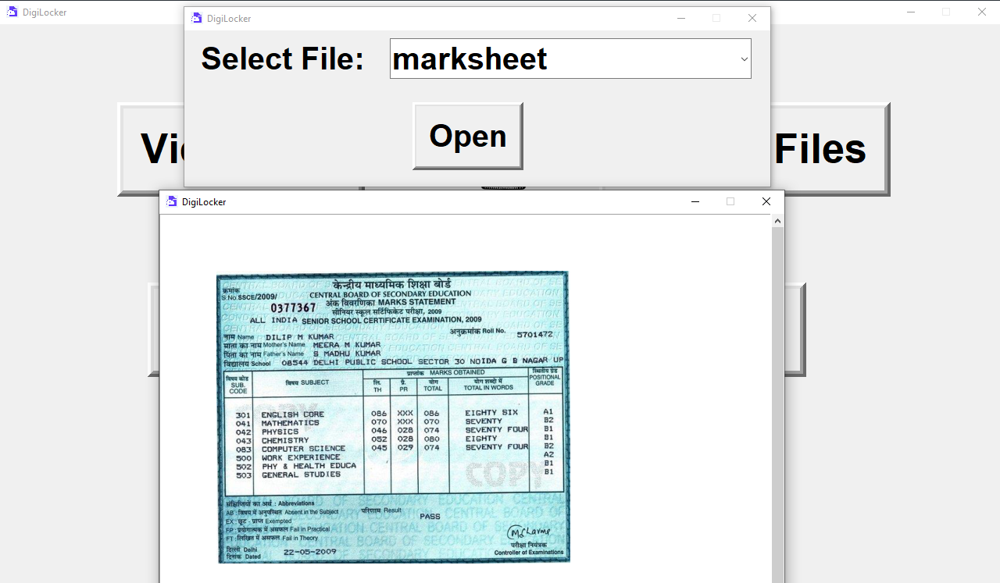 DigiLocker
DigiLocker
Select File: marksheet
Open
Files
DigiLocker
केन्द्रीय माध्यमिक शिक्षा बोर्ड
क्रमांक
S.No.SSCE/2009/
CENTRAL BOARD OF SECONDARY EDUCATION
0377367 अंक विवरणिका MARKS STATEMENT
सीनियर स्कूल सर्टिफिकेट परीक्षा, 2009
ALL INDIA SENIOR SCHOOL CERTIFICATE EXAMINATION, 2009
अनुक्रमांक Roll No. 5701472
नाम Name DILIP M KUMAR
माता का नाम Mother's Name MEERA M KUMAR
पिता का नाम Father's Name S MADHU KUMAR
विद्यालय School 08544 DELHI PUBLIC SCHOOL SECTOR 30 NOIDA G B NAGAR UP
विषय कोड SUB. CODE विषय SUBJECT प्राप्तांक MARKS OBTAINED स्थितीय ग्रेड POSITIONAL GRADE
लि. TH प्रै. PR योग TOTAL योग शब्दों में TOTAL IN WORDS
301 ENGLISH CORE 086 XXX 086 EIGHTY SIX A1
041 MATHEMATICS 070 XXX 070 SEVENTY B2
042 PHYSICS 046 028 074 SEVENTY FOUR B1
043 CHEMISTRY 052 028 080 EIGHTY B1
083 COMPUTER SCIENCE 045 029 074 SEVENTY FOUR B2
500 WORK EXPERIENCE A2
502 PHY & HEALTH EDUCA B1
503 GENERAL STUDIES B1
COPY
संक्षिप्तियों का अर्थ : Abbreviations
AB : विषय में अनुपस्थित Absent in the Subject
परिणाम Result PASS
EX : छूट - प्राप्त Exempted
FP : प्रयोगात्मक में असफल Fail in Practical
FT : लिखित में असफल Fail in Theory
दिल्ली Delhi
दिनांक Dated 22-05-2009
परीक्षा नियंत्रक
Controller of Examinations